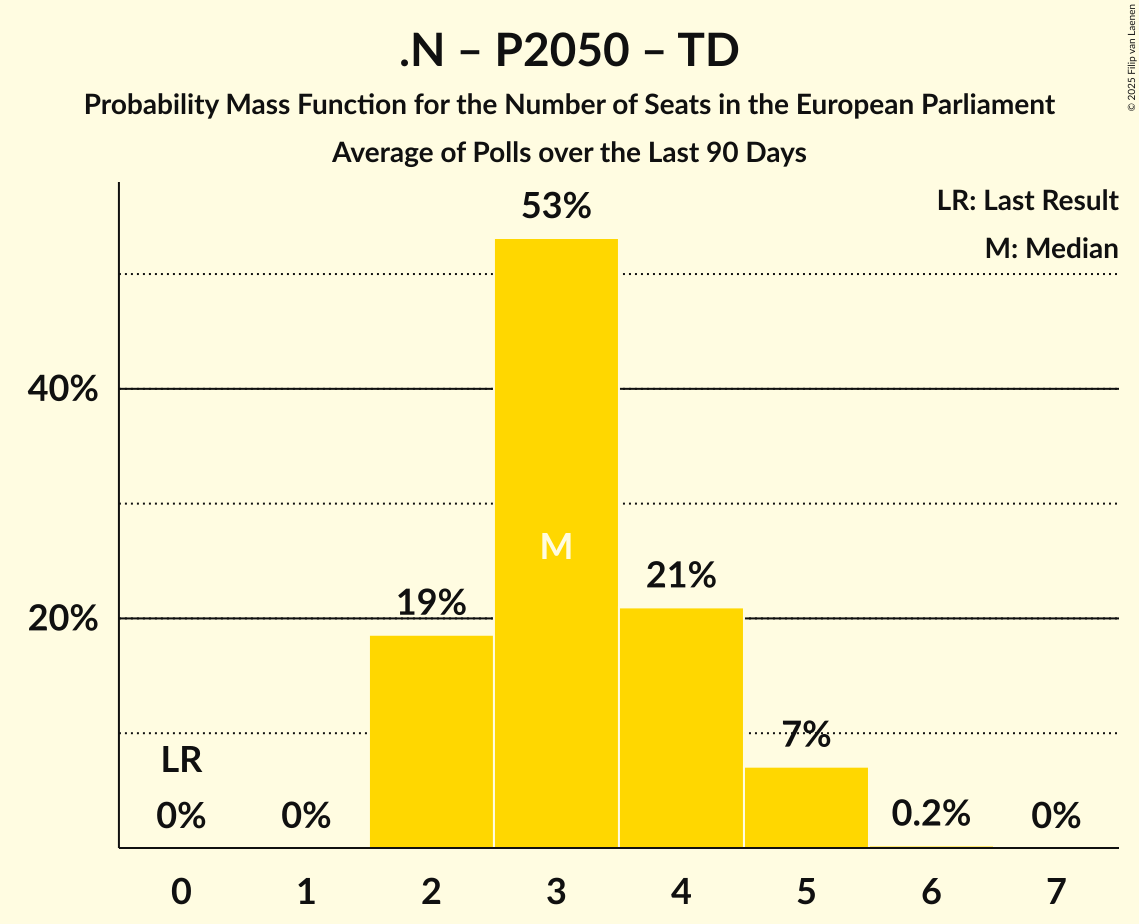 .N – P2050 – TD
Probability Mass Function for the Number of Seats in the European Parliament
Average of Polls over the Last 90 Days
© 2025 Filip van Laenen
LR: Last Result
M: Median
53%
40%
M
21%
20%
19%
LR
7%
0%
0%
0.2%
0%
0 1 2 3 4 5 6 7